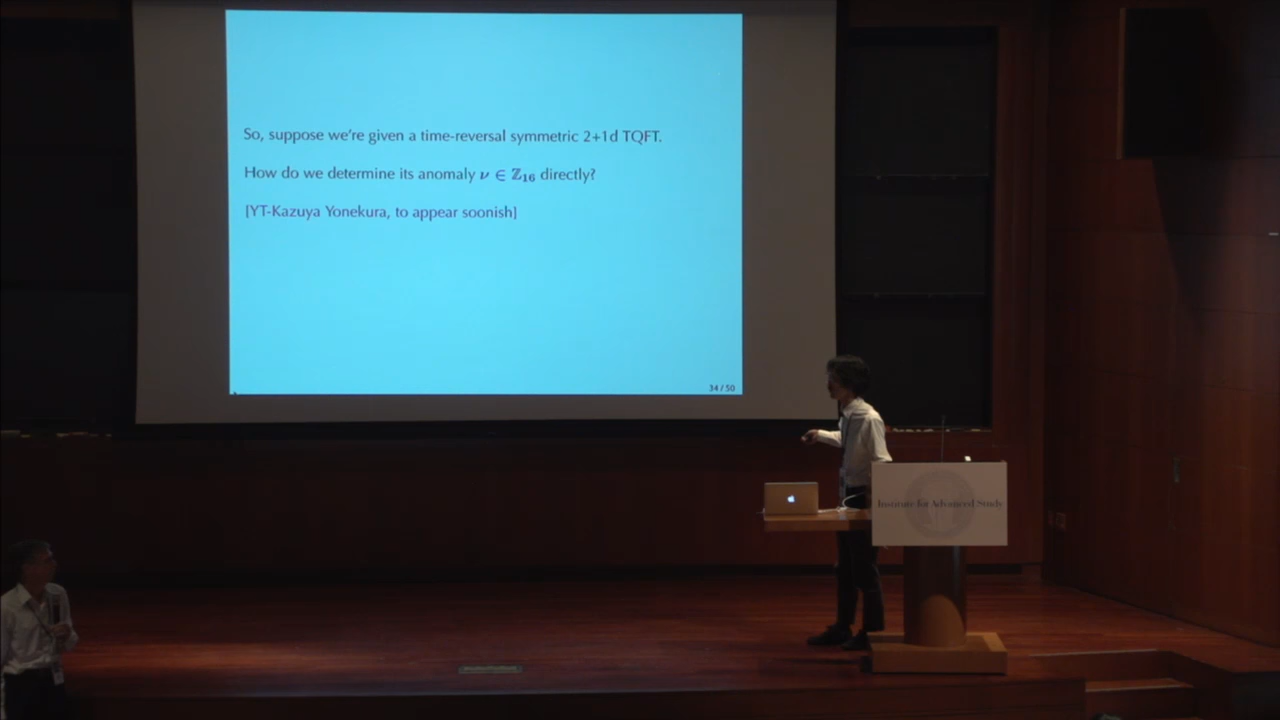 So, suppose we're given a time-reversal symmetric 2+1d TQFT.
How do we determine its anomaly ν ∈ ℤ₁₆ directly?
[YT-Kazuya Yonekura, to appear soonish]
34 / 50
Institute for Advanced Study